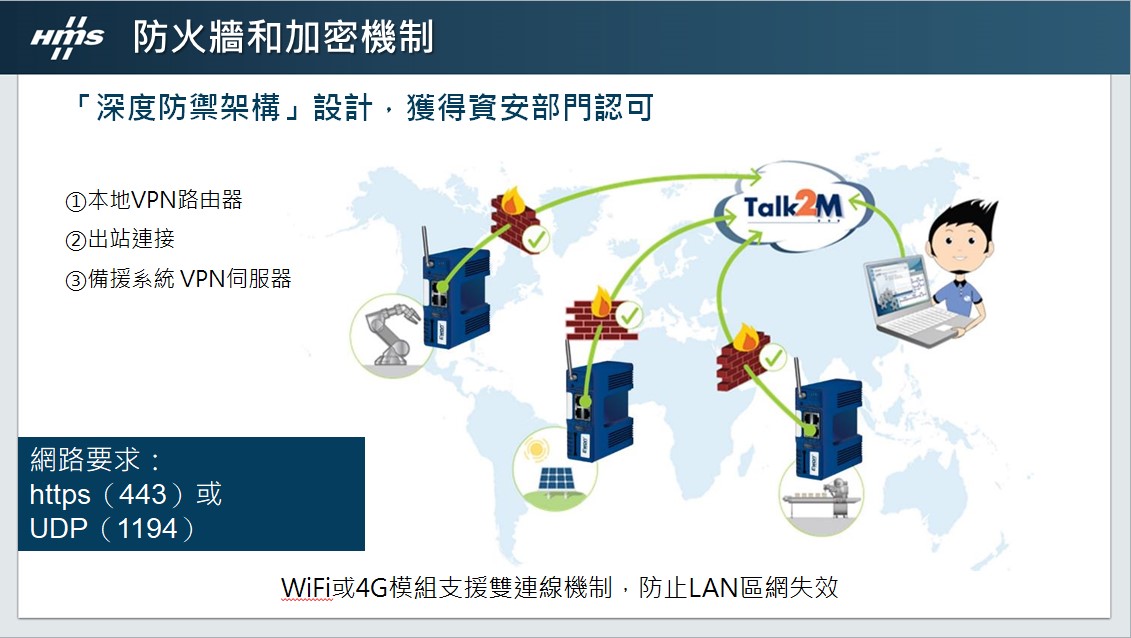 HMS 防火牆和加密機制
「深度防禦架構」設計，獲得資安部門認可
①本地VPN路由器
②出站連接
③備援系統 VPN伺服器
Talk2M
網路要求：
https（443）或
UDP（1194）
WiFi或4G模組支援雙連線機制，防止LAN區網失效